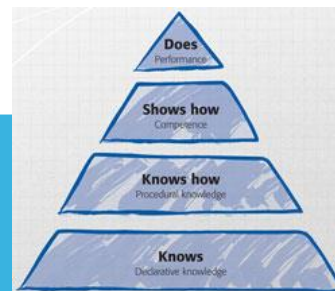 Does
Performance
Shows how
Competence
Knows how
Procedural knowledge
Knows
Declarative knowledge